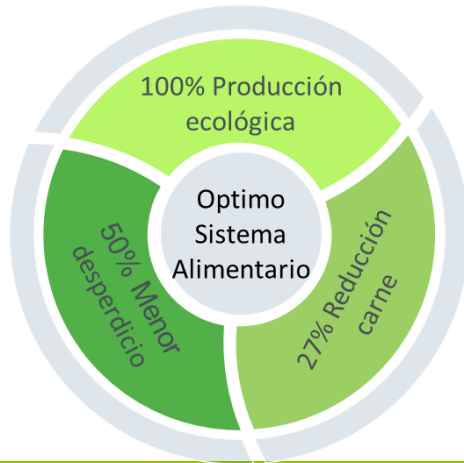 100% Producción
ecológica
Optimo
Sistema
Alimentario
50% Menor
desperdicio
27% Reducción
carne